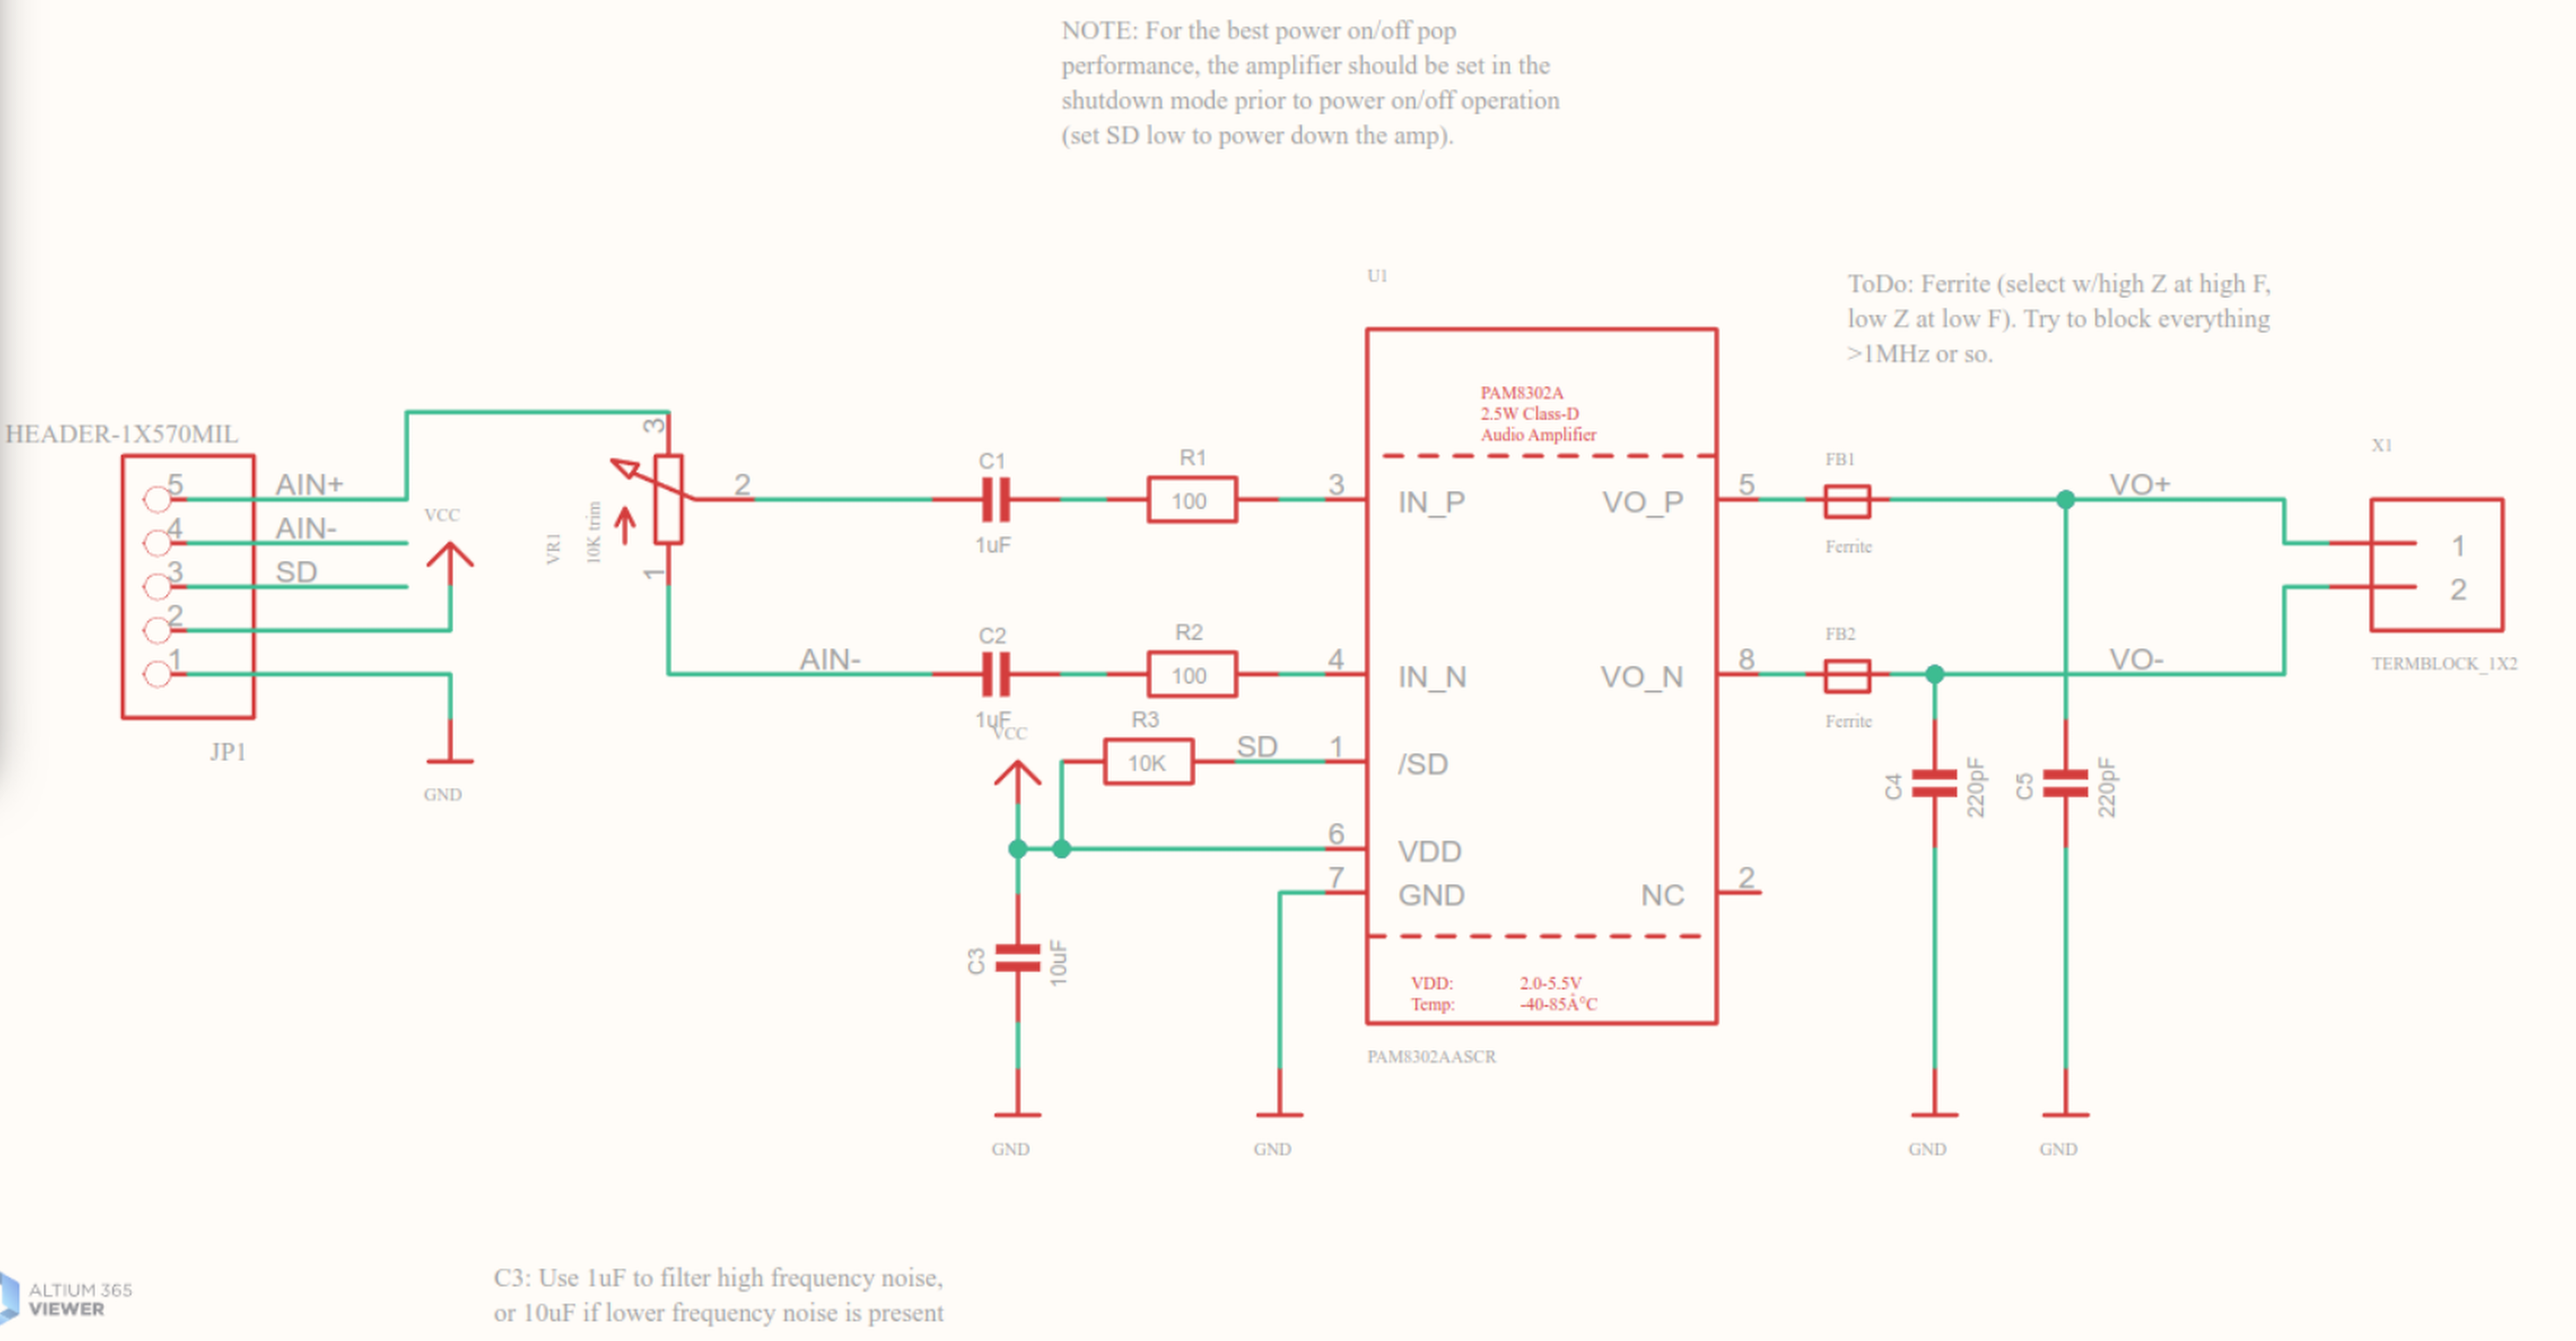 NOTE: For the best power on/off pop
performance, the amplifier should be set in the
shutdown mode prior to power on/off operation
(set SD low to power down the amp).
U1
ToDo: Ferrite (select w/high Z at high F,
low Z at low F). Try to block everything
>1MHz or so.
HEADER-1X570MIL
5 AIN+
4 AIN-
3 SD
2
1
JP1
VCC
GND
3
2
1
VR1
10K trim
C1
1uF
R1
100
AIN-
C2
1uF
R2
100
VCC
R3
10K
SD
C3
10uF
GND
GND
PAM8302A
2.5W Class-D
Audio Amplifier
3 IN_P
VO_P 5
4 IN_N
VO_N 8
1 /SD
6 VDD
7 GND
NC 2
VDD: 2.0-5.5V
Temp: -40-85Â°C
PAM8302AASCR
FB1
Ferrite
VO+
FB2
Ferrite
VO-
C4
220pF
C5
220pF
GND
GND
X1
1
2
TERMBLOCK_1X2
C3: Use 1uF to filter high frequency noise,
or 10uF if lower frequency noise is present
ALTIUM 365
VIEWER